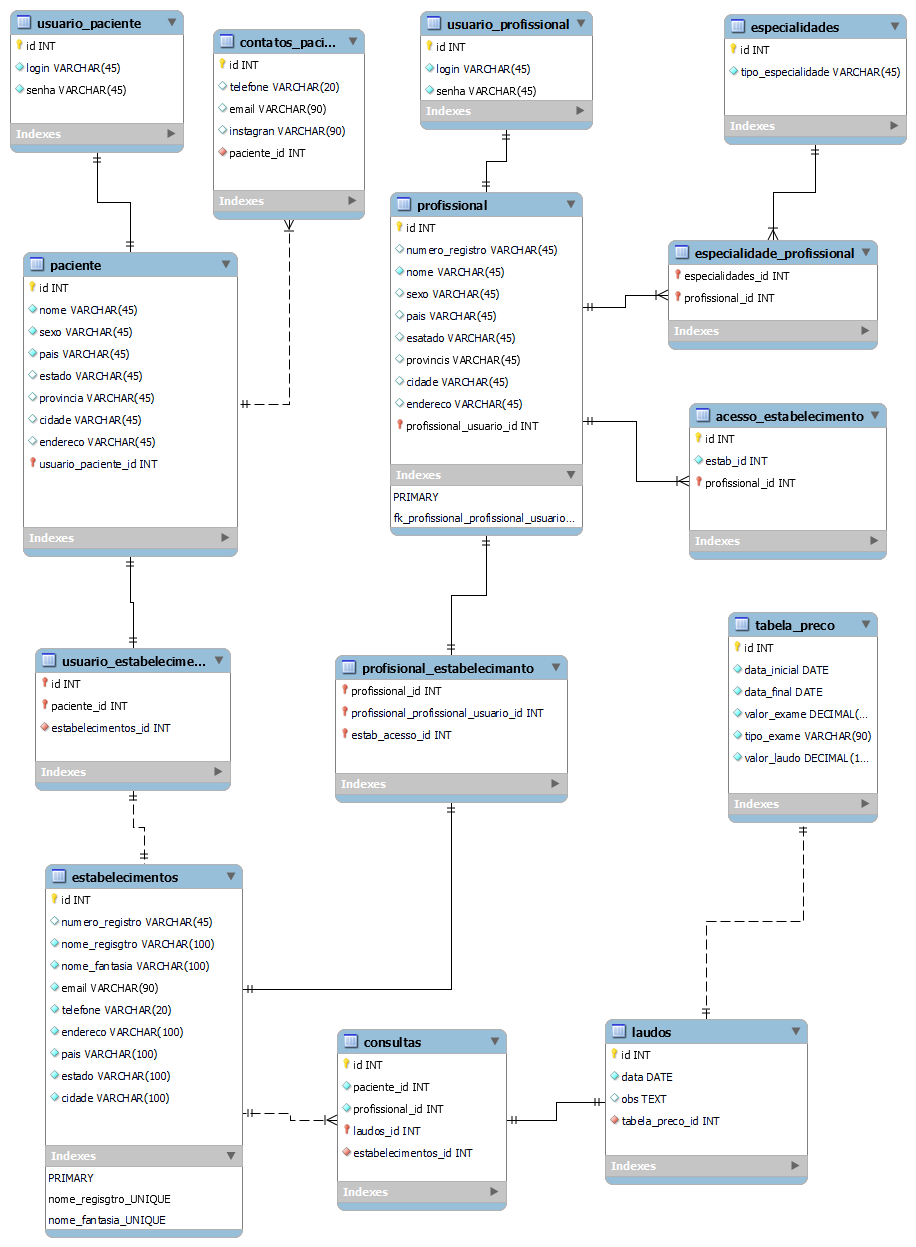 usuario_paciente
id INT
login VARCHAR(45)
senha VARCHAR(45)
Indexes
contatos_paci...
id INT
telefone VARCHAR(20)
email VARCHAR(90)
instagran VARCHAR(90)
paciente_id INT
Indexes
usuario_profissional
id INT
login VARCHAR(45)
senha VARCHAR(45)
Indexes
especialidades
id INT
tipo_especialidade VARCHAR(45)
Indexes
paciente
id INT
nome VARCHAR(45)
sexo VARCHAR(45)
pais VARCHAR(45)
estado VARCHAR(45)
provincia VARCHAR(45)
cidade VARCHAR(45)
endereco VARCHAR(45)
usuario_paciente_id INT
Indexes
profissional
id INT
numero_registro VARCHAR(45)
nome VARCHAR(45)
sexo VARCHAR(45)
pais VARCHAR(45)
esatado VARCHAR(45)
provincis VARCHAR(45)
cidade VARCHAR(45)
endereco VARCHAR(45)
profissional_usuario_id INT
Indexes
PRIMARY
fk_profissional_profissional_usuario...
especialidade_profissional
especialidades_id INT
profissional_id INT
Indexes
acesso_estabelecimento
id INT
estab_id INT
profissional_id INT
Indexes
usuario_estabelecime...
id INT
paciente_id INT
estabelecimentos_id INT
Indexes
profisional_estabelecimanto
profissional_id INT
profissional_profissional_usuario_id INT
estab_acesso_id INT
Indexes
tabela_preco
id INT
data_inicial DATE
data_final DATE
valor_exame DECIMAL(...
tipo_exame VARCHAR(90)
valor_laudo DECIMAL(1...
Indexes
estabelecimentos
id INT
numero_registro VARCHAR(45)
nome_regisgtro VARCHAR(100)
nome_fantasia VARCHAR(100)
email VARCHAR(90)
telefone VARCHAR(20)
endereco VARCHAR(100)
pais VARCHAR(100)
estado VARCHAR(100)
cidade VARCHAR(100)
Indexes
PRIMARY
nome_regisgtro_UNIQUE
nome_fantasia_UNIQUE
consultas
id INT
paciente_id INT
profissional_id INT
laudos_id INT
estabelecimentos_id INT
Indexes
laudos
id INT
data DATE
obs TEXT
tabela_preco_id INT
Indexes